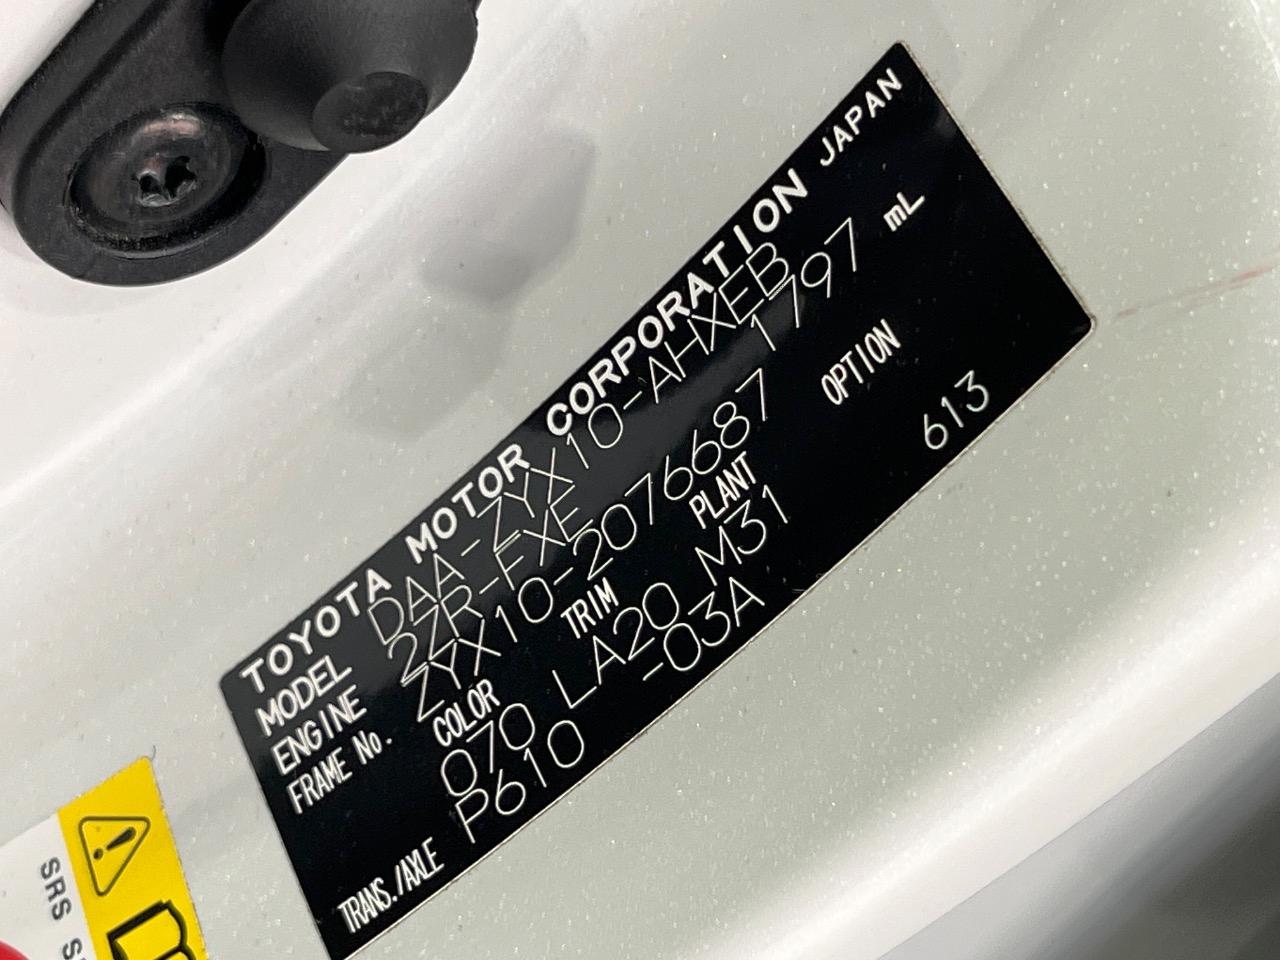 TOYOTA MOTOR CORPORATION JAPAN
MODEL DAA-ZYX10-AHXEB
ENGINE 2ZR-FXE 1797 mL
FRAME No. ZYX10-2076687
COLOR TRIM PLANT OPTION
070 LA20 M31 613
TRANS./AXLE P610 -03A
SRS